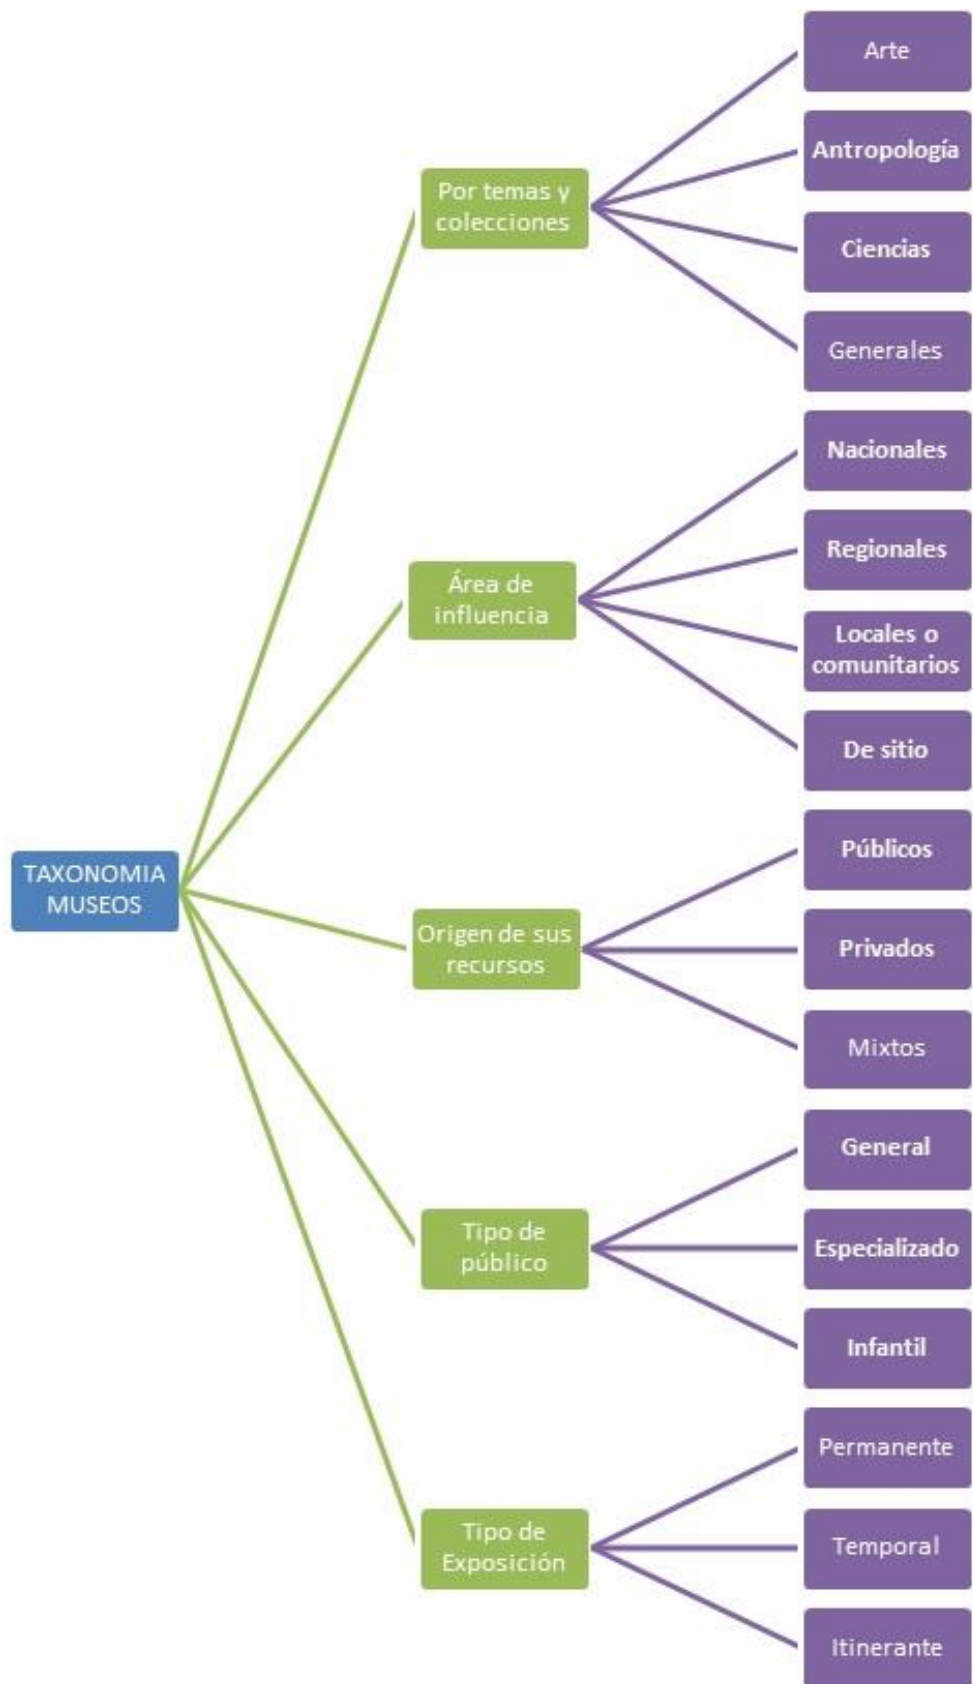 Arte
Antropología
Por temas y
colecciones
Ciencias
Generales
Nacionales
Regionales
Área de
influencia
Locales o
comunitarios
De sitio
Públicos
TAXONOMIA
MUSEOS
Origen de sus
recursos
Privados
Mixtos
General
Tipo de
público
Especializado
Infantil
Permanente
Tipo de
Exposición
Temporal
Itinerante